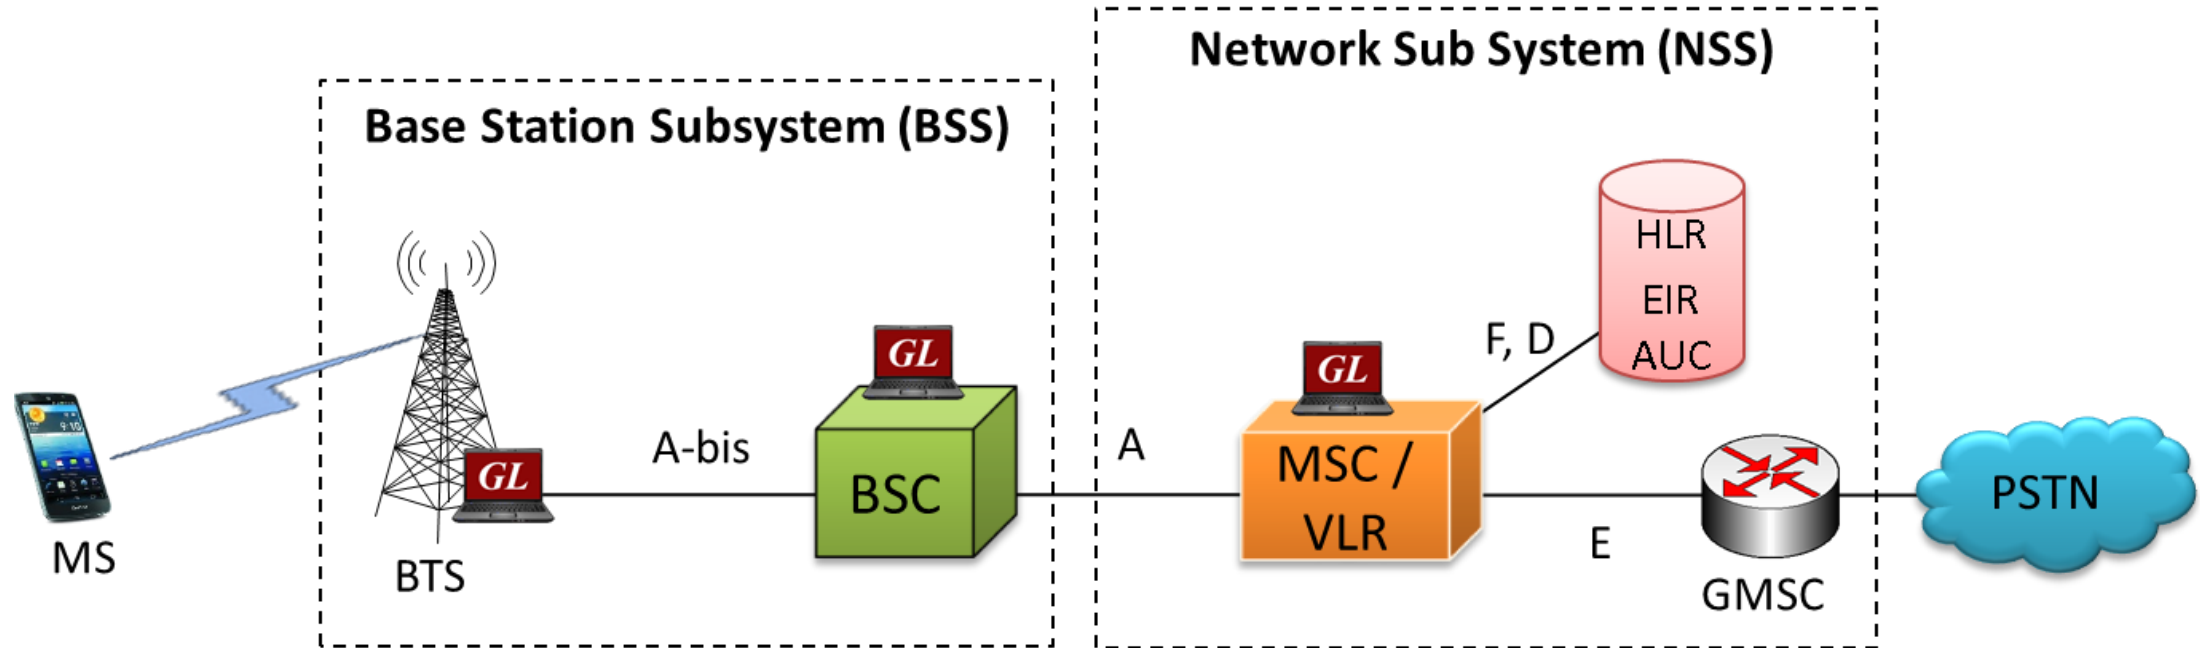 Network Sub System (NSS)
Base Station Subsystem (BSS)
HLR
EIR
AUC
F, D
GL
GL
GL
A-bis
A
BSC
MSC /
VLR
E
PSTN
MS
BTS
GMSC